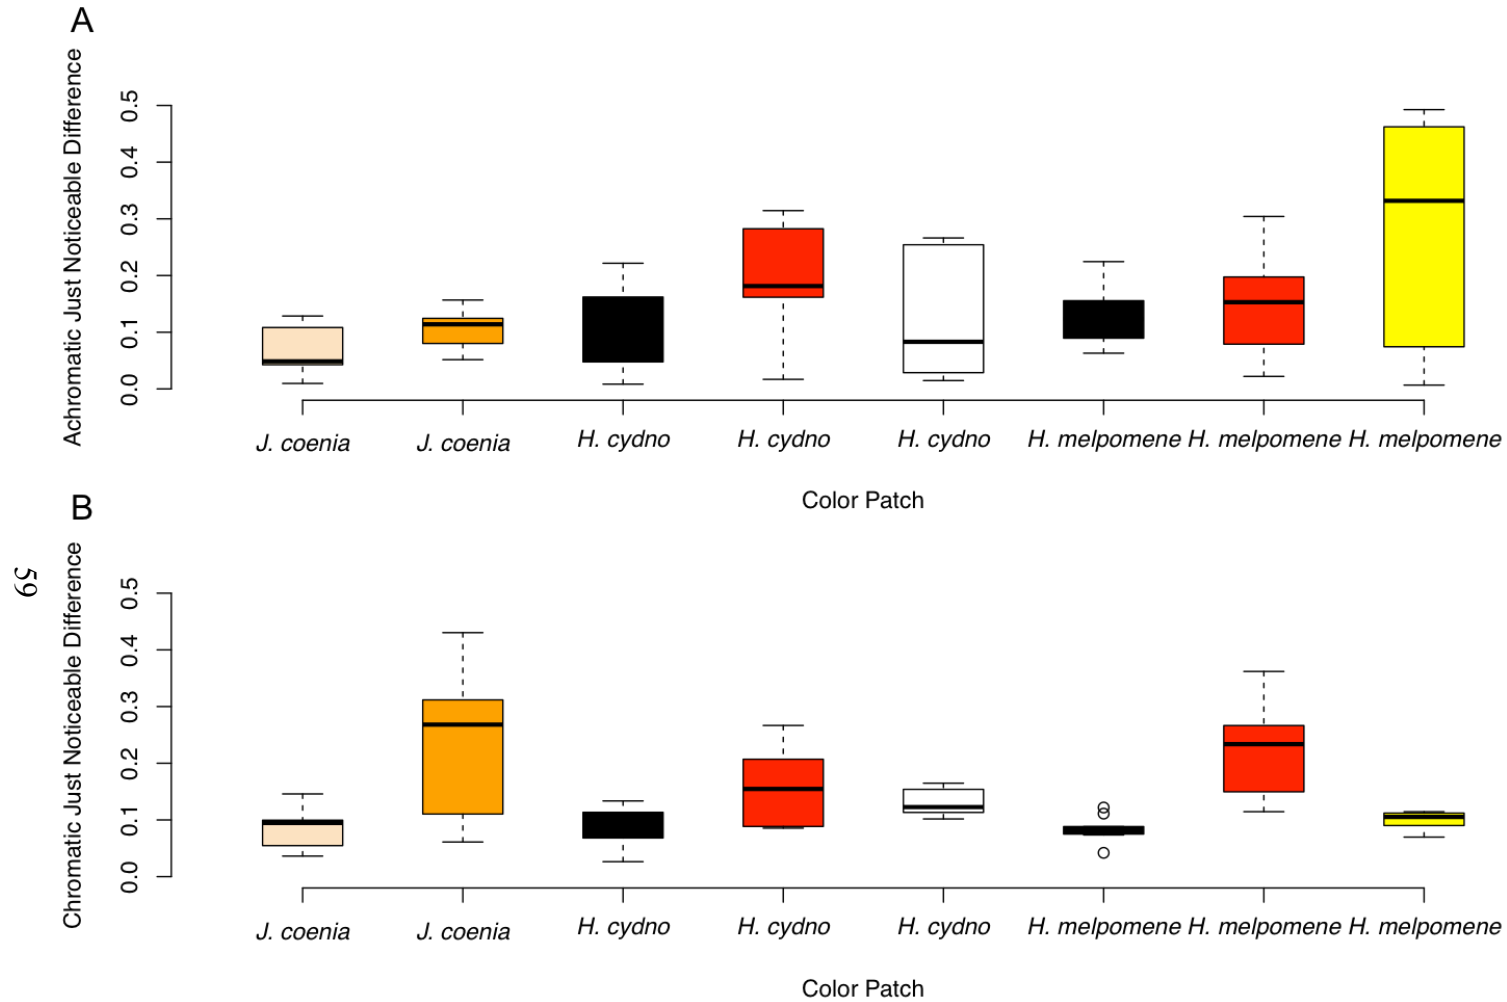 A
Achromatic Just Noticeable Difference
0.5
0.4
0.3
0.2
0.1
0.0
J. coenia J. coenia H. cydno H. cydno H. cydno H. melpomene H. melpomene H. melpomene
Color Patch
B
59
Chromatic Just Noticeable Difference
0.5
0.4
0.3
0.2
0.1
0.0
J. coenia J. coenia H. cydno H. cydno H. cydno H. melpomene H. melpomene H. melpomene
Color Patch